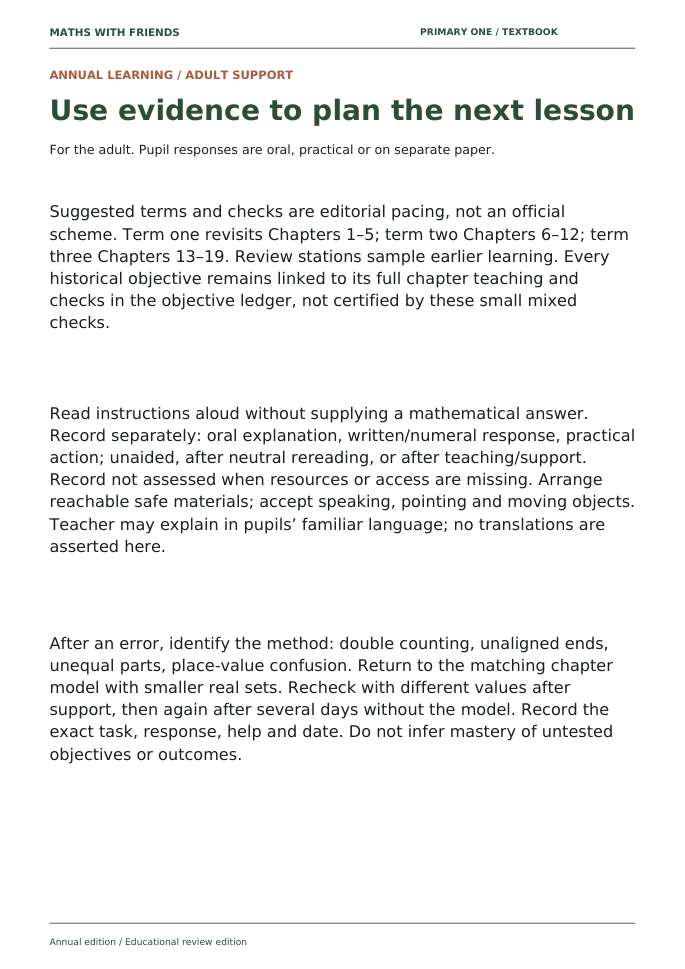 MATHS WITH FRIENDS
PRIMARY ONE / TEXTBOOK
ANNUAL LEARNING / ADULT SUPPORT
Use evidence to plan the next lesson
For the adult. Pupil responses are oral, practical or on separate paper.
Suggested terms and checks are editorial pacing, not an official
scheme. Term one revisits Chapters 1–5; term two Chapters 6–12; term
three Chapters 13–19. Review stations sample earlier learning. Every
historical objective remains linked to its full chapter teaching and
checks in the objective ledger, not certified by these small mixed
checks.
Read instructions aloud without supplying a mathematical answer.
Record separately: oral explanation, written/numeral response, practical
action; unaided, after neutral rereading, or after teaching/support.
Record not assessed when resources or access are missing. Arrange
reachable safe materials; accept speaking, pointing and moving objects.
Teacher may explain in pupils’ familiar language; no translations are
asserted here.
After an error, identify the method: double counting, unaligned ends,
unequal parts, place-value confusion. Return to the matching chapter
model with smaller real sets. Recheck with different values after
support, then again after several days without the model. Record the
exact task, response, help and date. Do not infer mastery of untested
objectives or outcomes.
Annual edition / Educational review edition